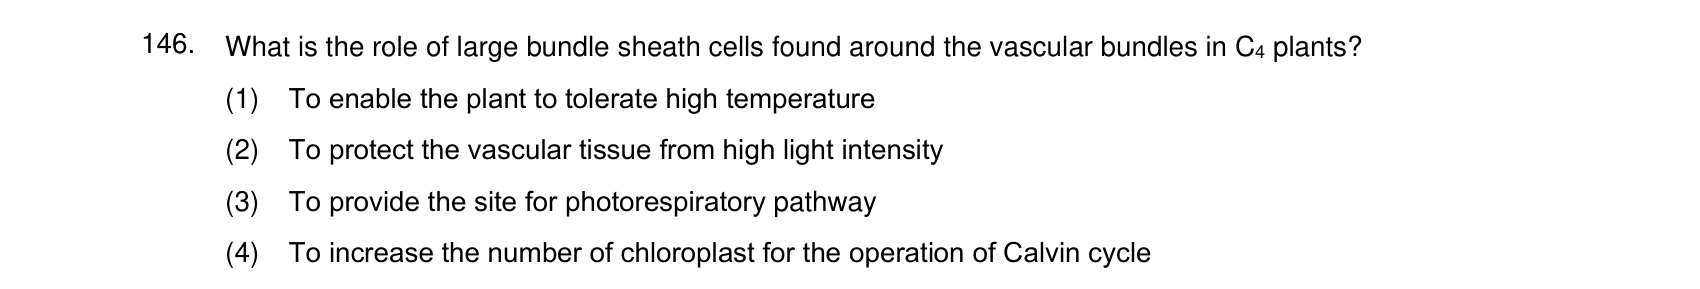 146. What is the role of large bundle sheath cells found around the vascular bundles in C₄ plants?
(1) To enable the plant to tolerate high temperature
(2) To protect the vascular tissue from high light intensity
(3) To provide the site for photorespiratory pathway
(4) To increase the number of chloroplast for the operation of Calvin cycle